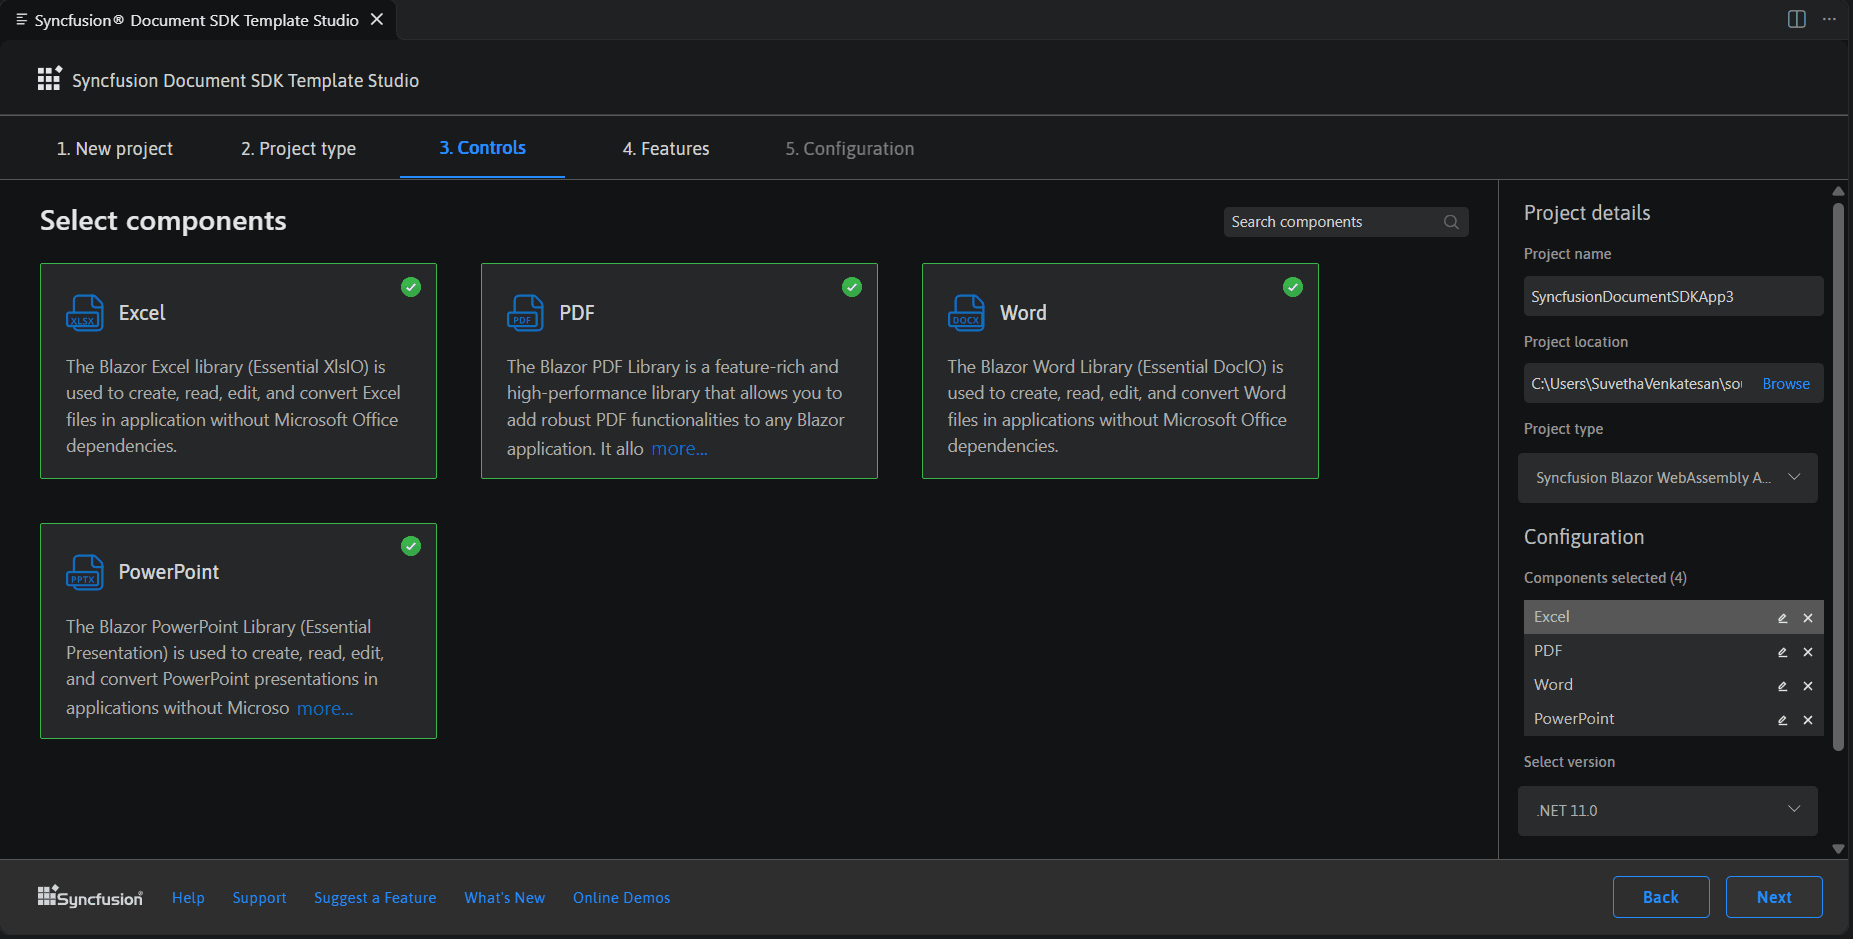 Syncfusion® Document SDK Template Studio
Syncfusion Document SDK Template Studio
1. New project
2. Project type
3. Controls
4. Features
5. Configuration
Select components
Search components
XLSX
Excel
The Blazor Excel library (Essential XlsIO) is
used to create, read, edit, and convert Excel
files in application without Microsoft Office
dependencies.
PDF
PDF
The Blazor PDF Library is a feature-rich and
high-performance library that allows you to
add robust PDF functionalities to any Blazor
application. It allo more...
DOCX
Word
The Blazor Word Library (Essential DocIO) is
used to create, read, edit, and convert Word
files in applications without Microsoft Office
dependencies.
PPTX
PowerPoint
The Blazor PowerPoint Library (Essential
Presentation) is used to create, read, edit,
and convert PowerPoint presentations in
applications without Microso more...
Project details
Project name
SyncfusionDocumentSDKApp3
Project location
C:\Users\SuvethaVenkatesan\sou Browse
Project type
Syncfusion Blazor WebAssembly A...
Configuration
Components selected (4)
Excel
PDF
Word
PowerPoint
Select version
.NET 11.0
Syncfusion®
Help
Support
Suggest a Feature
What's New
Online Demos
Back
Next